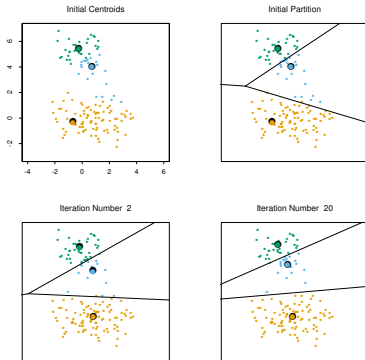 Initial Centroids
Initial Partition
6
4
2
0
-2
-4
-2
0
2
4
6
Iteration Number 2
Iteration Number 20